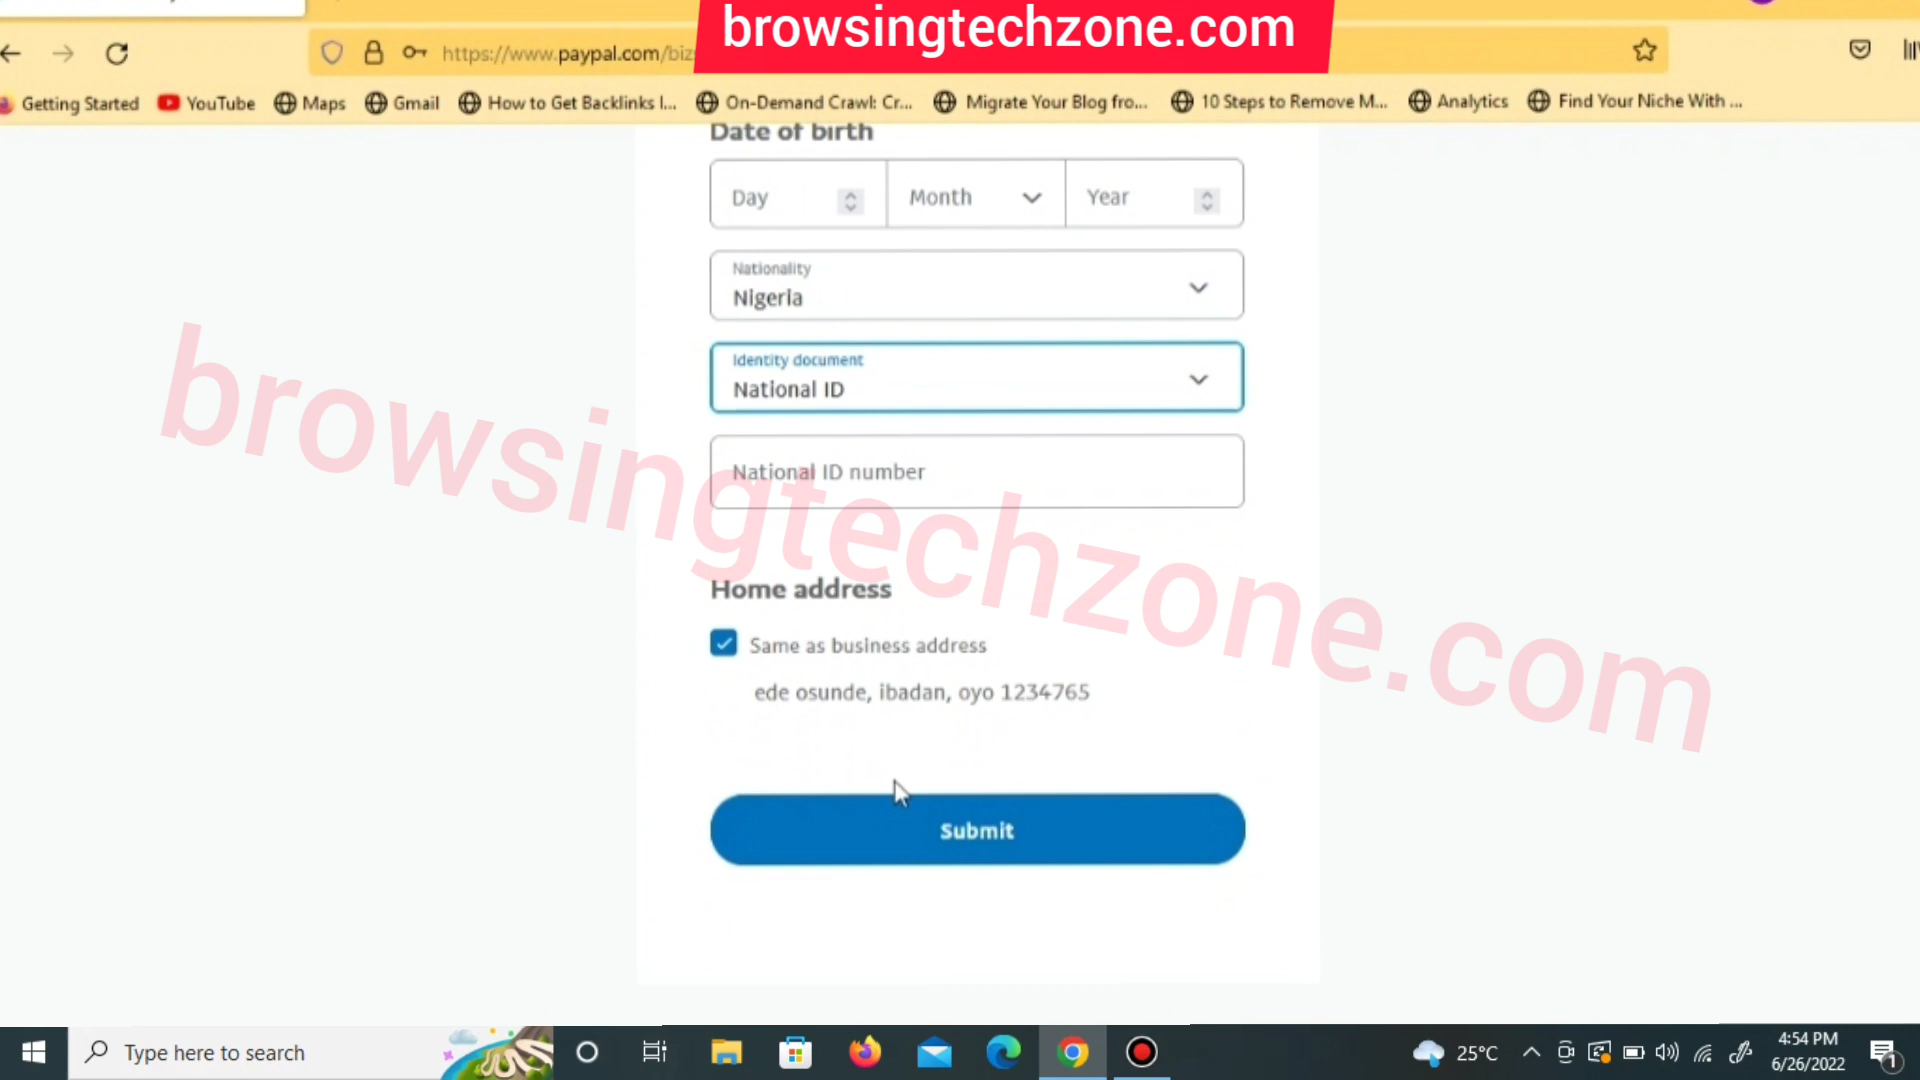 browsingtechzone.com
https://www.paypal.com/biz
Getting Started YouTube Maps Gmail How to Get Backlinks I... On-Demand Crawl: Cr... Migrate Your Blog fro... 10 Steps to Remove M... Analytics Find Your Niche With ...
Date of birth
Day Month Year
Nationality
Nigeria
Identity document
National ID
National ID number
browsingtechzone.com
Home address
Same as business address
ede osunde, ibadan, oyo 1234765
Submit
Type here to search
25°C
4:54 PM
6/26/2022
1